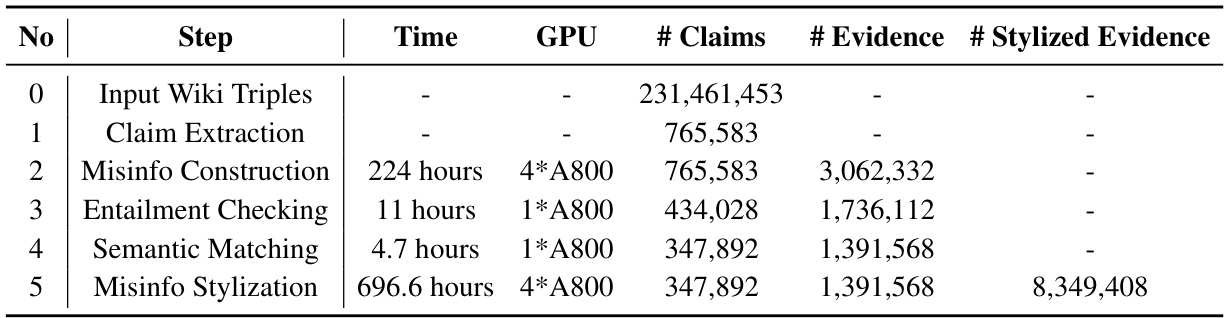 No Step Time GPU # Claims # Evidence # Stylized Evidence
0 Input Wiki Triples - - 231,461,453 - -
1 Claim Extraction - - 765,583 - -
2 Misinfo Construction 224 hours 4*A800 765,583 3,062,332 -
3 Entailment Checking 11 hours 1*A800 434,028 1,736,112 -
4 Semantic Matching 4.7 hours 1*A800 347,892 1,391,568 -
5 Misinfo Stylization 696.6 hours 4*A800 347,892 1,391,568 8,349,408